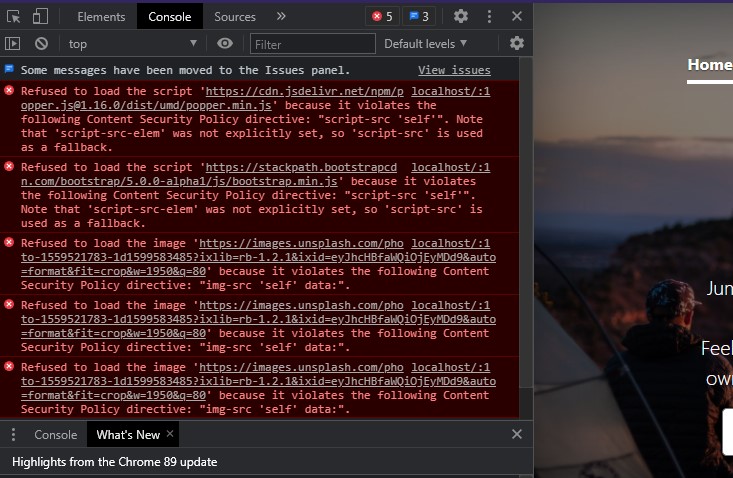 Elements Console Sources 5 3
top Filter Default levels
Some messages have been moved to the Issues panel. View issues
Refused to load the script 'https://cdn.jsdelivr.net/npm/p localhost/:1
opper.js@1.16.0/dist/umd/popper.min.js' because it violates the
following Content Security Policy directive: "script-src 'self'". Note
that 'script-src-elem' was not explicitly set, so 'script-src' is used
as a fallback.
Refused to load the script 'https://stackpath.bootstrapcd localhost/:1
n.com/bootstrap/5.0.0-alpha1/js/bootstrap.min.js' because it violates
the following Content Security Policy directive: "script-src 'self'".
Note that 'script-src-elem' was not explicitly set, so 'script-src' is
used as a fallback.
Refused to load the image 'https://images.unsplash.com/pho localhost/:1
to-1559521783-1d1599583485?ixlib=rb-1.2.1&ixid=eyJhcHBfaWQiOjEyMDd9&auto
=format&fit=crop&w=1950&q=80' because it violates the following Content
Security Policy directive: "img-src 'self' data:".
Refused to load the image 'https://images.unsplash.com/pho localhost/:1
to-1559521783-1d1599583485?ixlib=rb-1.2.1&ixid=eyJhcHBfaWQiOjEyMDd9&auto
=format&fit=crop&w=1950&q=80' because it violates the following Content
Security Policy directive: "img-src 'self' data:".
Refused to load the image 'https://images.unsplash.com/pho localhost/:1
to-1559521783-1d1599583485?ixlib=rb-1.2.1&ixid=eyJhcHBfaWQiOjEyMDd9&auto
=format&fit=crop&w=1950&q=80' because it violates the following Content
Security Policy directive: "img-src 'self' data:".
Console What's New
Highlights from the Chrome 89 update
Home
Jun
Feel
own